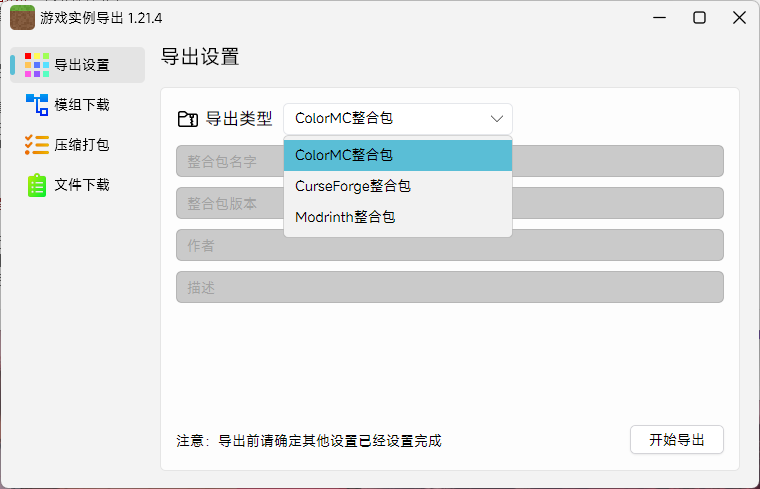 游戏实例导出 1.21.4
导出设置
模组下载
压缩打包
文件下载
导出设置
导出类型
ColorMC整合包
ColorMC整合包
CurseForge整合包
Modrinth整合包
整合包名字
整合包版本
作者
描述
注意：导出前请确定其他设置已经设置完成
开始导出